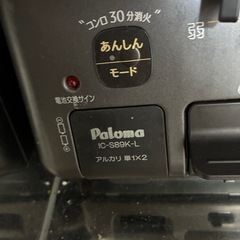 コンロ30分消火
あんしん
モード
弱
電池交換サイン
Paloma
IC-S89K-L
アルカリ 単1×2